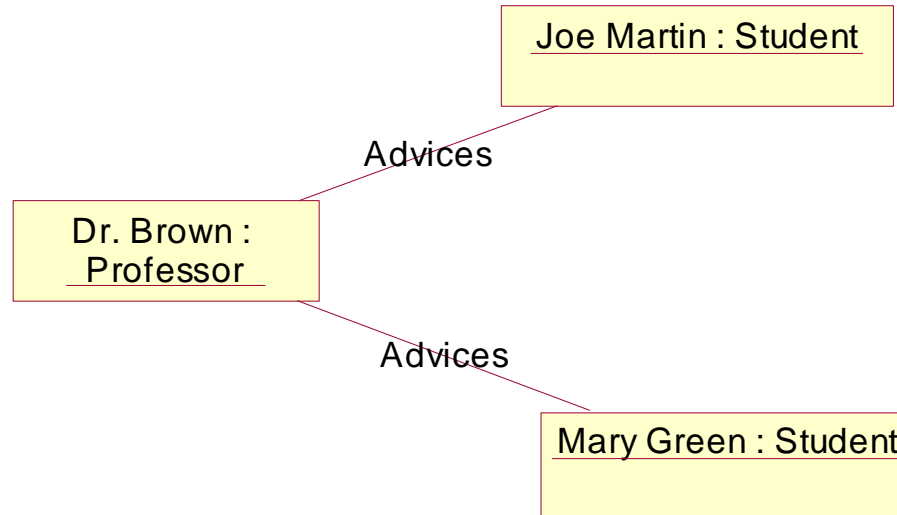 Joe Martin : Student
Advices
Dr. Brown :
Professor
Advices
Mary Green : Student